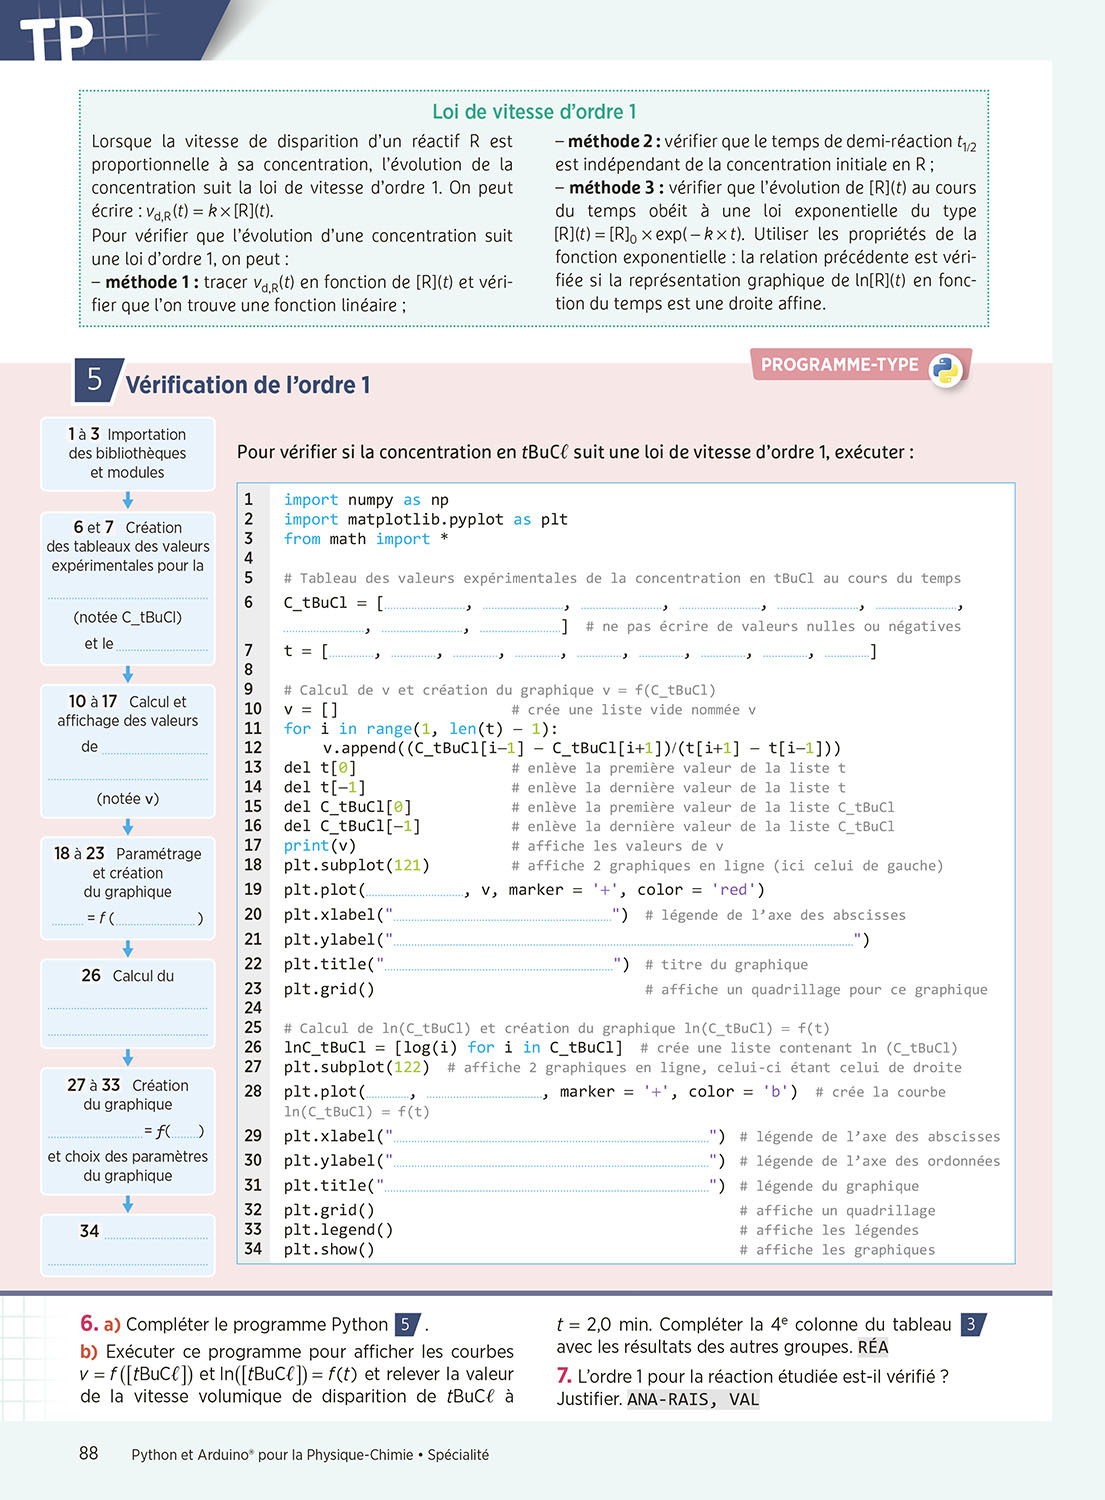 TP
Loi de vitesse d'ordre 1
Lorsque la vitesse de disparition d'un réactif R est
proportionnelle à sa concentration, l'évolution de la
concentration suit la loi de vitesse d'ordre 1. On peut
écrire : vd,R(t) = k × [R](t).
Pour vérifier que l'évolution d'une concentration suit
une loi d'ordre 1, on peut :
– méthode 1 : tracer vd,R(t) en fonction de [R](t) et véri-
fier que l'on trouve une fonction linéaire ;
– méthode 2 : vérifier que le temps de demi-réaction t1/2
est indépendant de la concentration initiale en R ;
– méthode 3 : vérifier que l'évolution de [R](t) au cours
du temps obéit à une loi exponentielle du type
[R](t) = [R]0 × exp(– k × t). Utiliser les propriétés de la
fonction exponentielle : la relation précédente est véri-
fiée si la représentation graphique de ln[R](t) en fonc-
tion du temps est une droite affine.
PROGRAMME-TYPE
5 Vérification de l'ordre 1
1 à 3 Importation
des bibliothèques
et modules
6 et 7 Création
des tableaux des valeurs
expérimentales pour la
(notée C_tBuCl)
et le
10 à 17 Calcul et
affichage des valeurs
de
(notée v)
18 à 23 Paramétrage
et création
du graphique
= f ( )
26 Calcul du
27 à 33 Création
du graphique
= f( )
et choix des paramètres
du graphique
34
Pour vérifier si la concentration en tBuCℓ suit une loi de vitesse d'ordre 1, exécuter :
1 import numpy as np
2 import matplotlib.pyplot as plt
3 from math import *
4
5 # Tableau des valeurs expérimentales de la concentration en tBuCl au cours du temps
6 C_tBuCl = [ , , , , , ,
, , ] # ne pas écrire de valeurs nulles ou négatives
7 t = [ , , , , , , , , ]
8
9 # Calcul de v et création du graphique v = f(C_tBuCl)
10 v = [] # crée une liste vide nommée v
11 for i in range(1, len(t) – 1):
12 v.append((C_tBuCl[i–1] – C_tBuCl[i+1])/(t[i+1] – t[i–1]))
13 del t[0] # enlève la première valeur de la liste t
14 del t[–1] # enlève la dernière valeur de la liste t
15 del C_tBuCl[0] # enlève la première valeur de la liste C_tBuCl
16 del C_tBuCl[–1] # enlève la dernière valeur de la liste C_tBuCl
17 print(v) # affiche les valeurs de v
18 plt.subplot(121) # affiche 2 graphiques en ligne (ici celui de gauche)
19 plt.plot( , v, marker = '+', color = 'red')
20 plt.xlabel(" ") # légende de l'axe des abscisses
21 plt.ylabel(" ")
22 plt.title(" ") # titre du graphique
23 plt.grid() # affiche un quadrillage pour ce graphique
24
25 # Calcul de ln(C_tBuCl) et création du graphique ln(C_tBuCl) = f(t)
26 lnC_tBuCl = [log(i) for i in C_tBuCl] # crée une liste contenant ln (C_tBuCl)
27 plt.subplot(122) # affiche 2 graphiques en ligne, celui-ci étant celui de droite
28 plt.plot( , , marker = '+', color = 'b') # crée la courbe
ln(C_tBuCl) = f(t)
29 plt.xlabel(" ") # légende de l'axe des abscisses
30 plt.ylabel(" ") # légende de l'axe des ordonnées
31 plt.title(" ") # légende du graphique
32 plt.grid() # affiche un quadrillage
33 plt.legend() # affiche les légendes
34 plt.show() # affiche les graphiques
6. a) Compléter le programme Python 5 .
b) Exécuter ce programme pour afficher les courbes
v = f ([tBuCℓ]) et ln([tBuCℓ]) = f(t) et relever la valeur
de la vitesse volumique de disparition de tBuCℓ à
t = 2,0 min. Compléter la 4e colonne du tableau 3
avec les résultats des autres groupes. RÉA
7. L'ordre 1 pour la réaction étudiée est-il vérifié ?
Justifier. ANA-RAIS, VAL
88 Python et Arduino® pour la Physique-Chimie • Spécialité